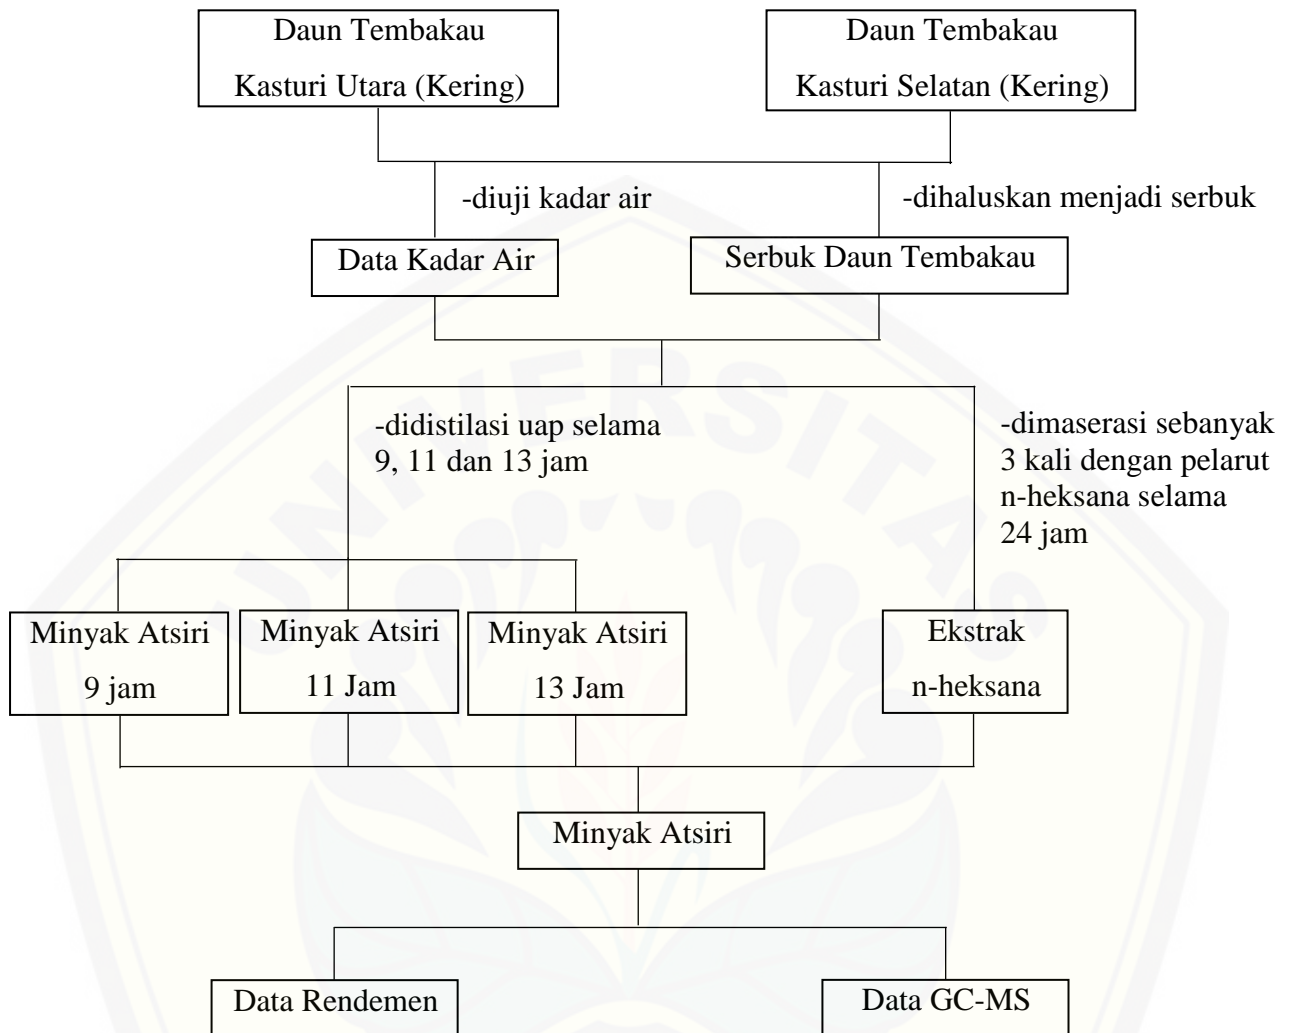 Daun Tembakau
Kasturi Utara (Kering)
Daun Tembakau
Kasturi Selatan (Kering)
-diuji kadar air
-dihaluskan menjadi serbuk
Data Kadar Air
Serbuk Daun Tembakau
-didistilasi uap selama
9, 11 dan 13 jam
-dimaserasi sebanyak
3 kali dengan pelarut
n-heksana selama
24 jam
UNIVERSITAS
Minyak Atsiri
9 jam
Minyak Atsiri
11 Jam
Minyak Atsiri
13 Jam
Ekstrak
n-heksana
Minyak Atsiri
Data Rendemen
Data GC-MS